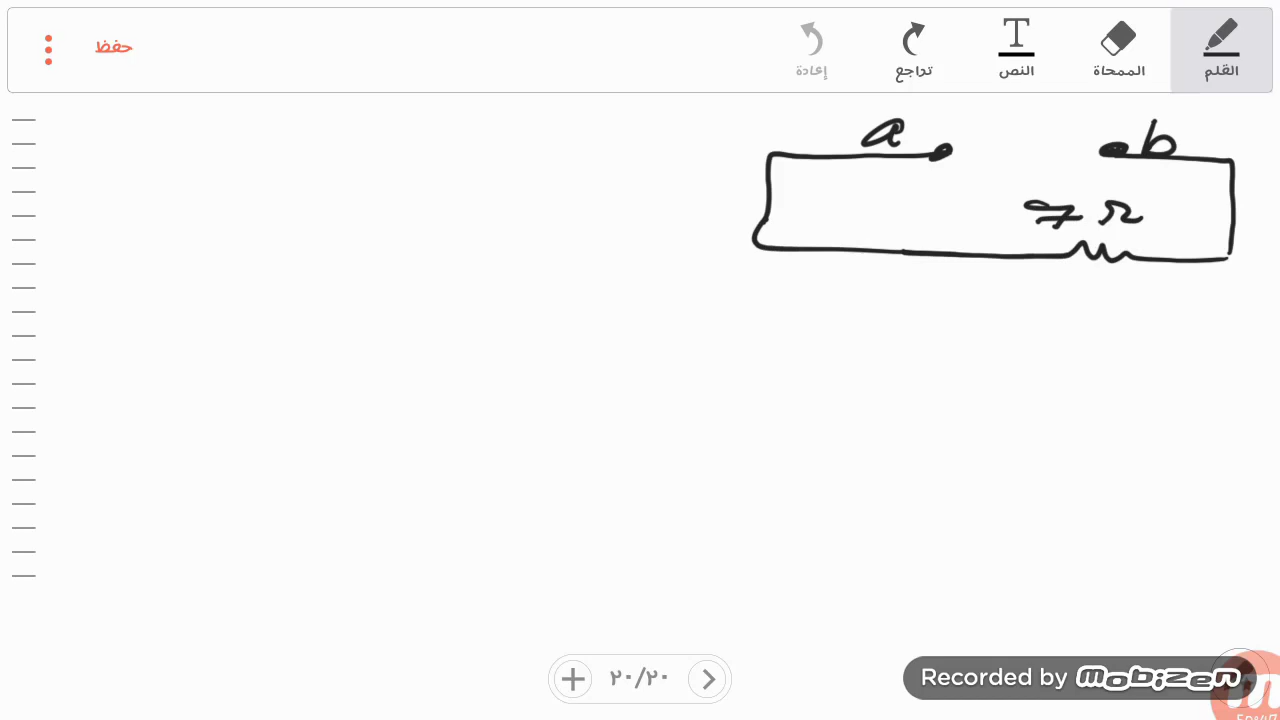 حفظ
إعادة
تراجع
النص
الممحاة
القلم
a
b
٢٠/٢٠
Recorded by mobizen